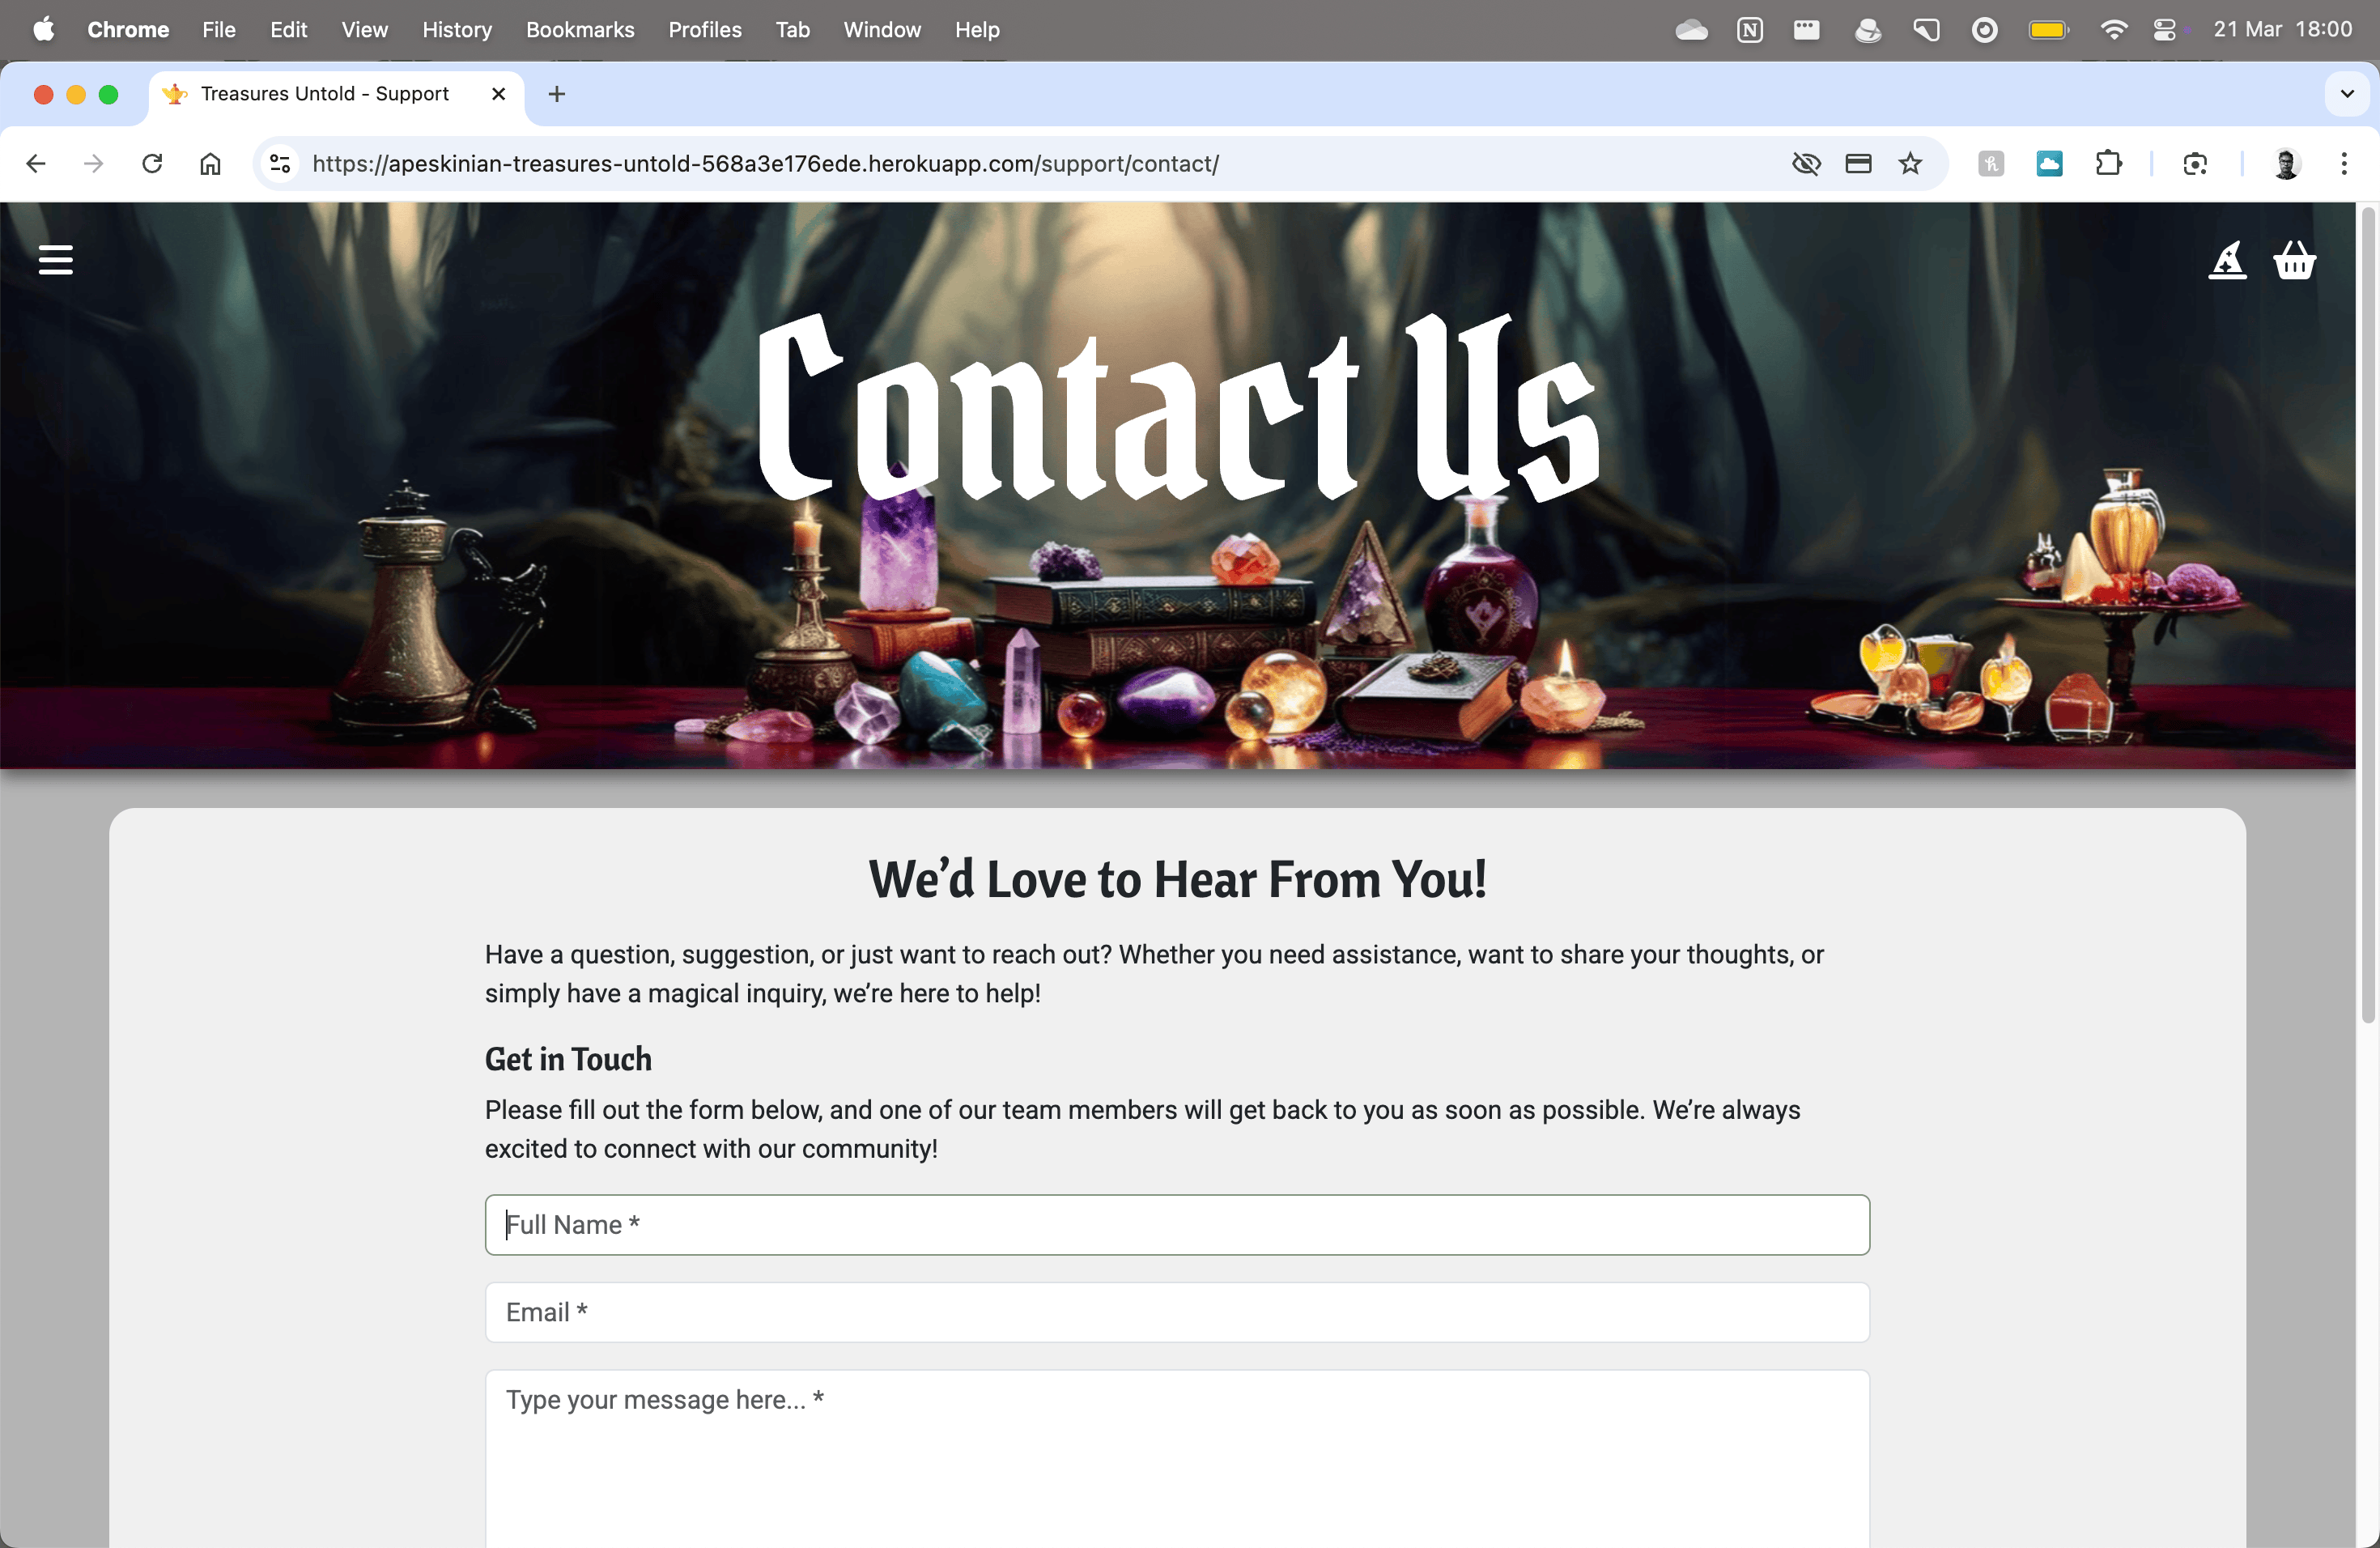 Chrome File Edit View History Bookmarks Profiles Tab Window Help 21 Mar 18:00
Treasures Untold - Support
https://apeskinian-treasures-untold-568a3e176ede.herokuapp.com/support/contact/
Contact Us
We’d Love to Hear From You!
Have a question, suggestion, or just want to reach out? Whether you need assistance, want to share your thoughts, or
simply have a magical inquiry, we’re here to help!
Get in Touch
Please fill out the form below, and one of our team members will get back to you as soon as possible. We’re always
excited to connect with our community!
Full Name *
Email *
Type your message here... *